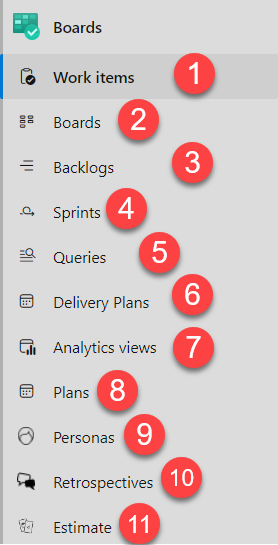 Boards
Work items 1
Boards 2
Backlogs 3
Sprints 4
Queries 5
Delivery Plans 6
Analytics views 7
Plans 8
Personas 9
Retrospectives 10
Estimate 11